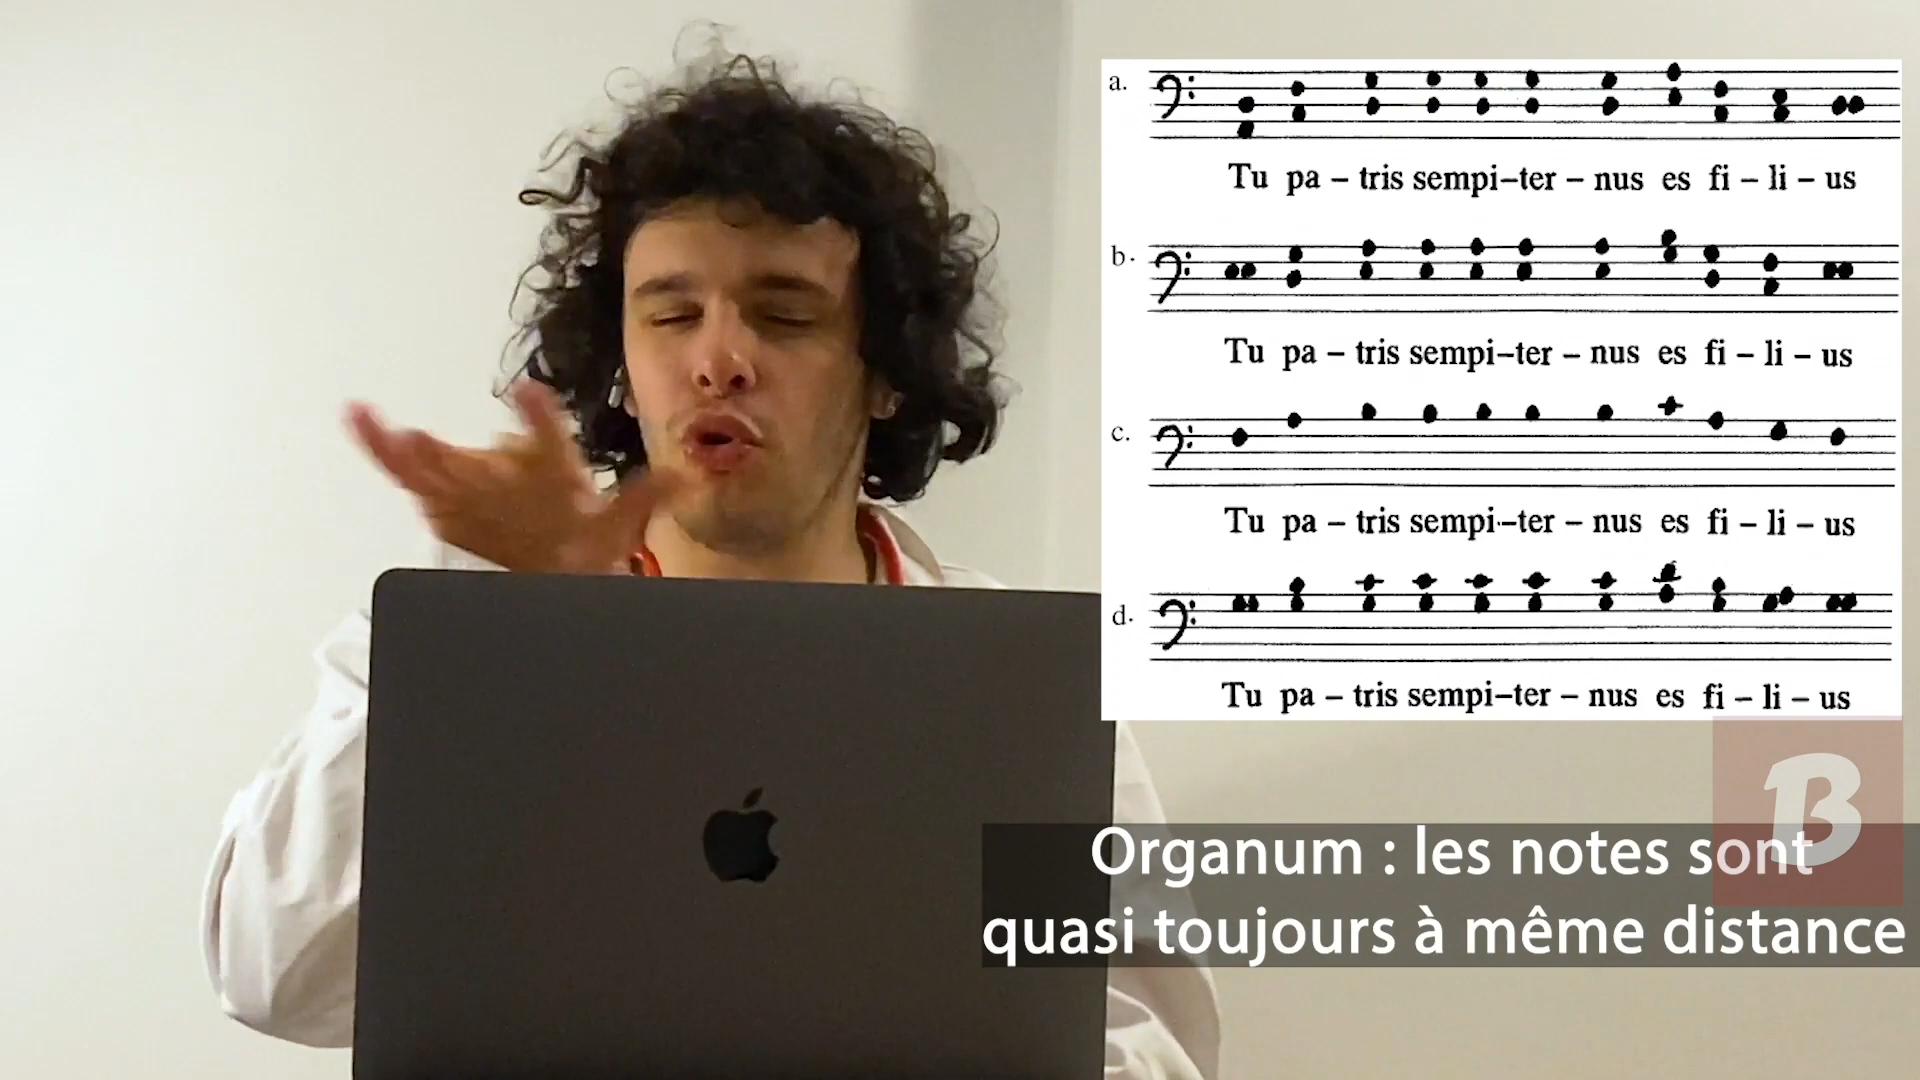 a.
Tu pa – tris sempi–ter – nus es fi – li – us
b.
Tu pa – tris sempi–ter – nus es fi – li – us
c.
Tu pa – tris sempi–ter – nus es fi – li – us
d.
Tu pa – tris sempi–ter – nus es fi – li – us
B
Organum : les notes sont
quasi toujours à même distance